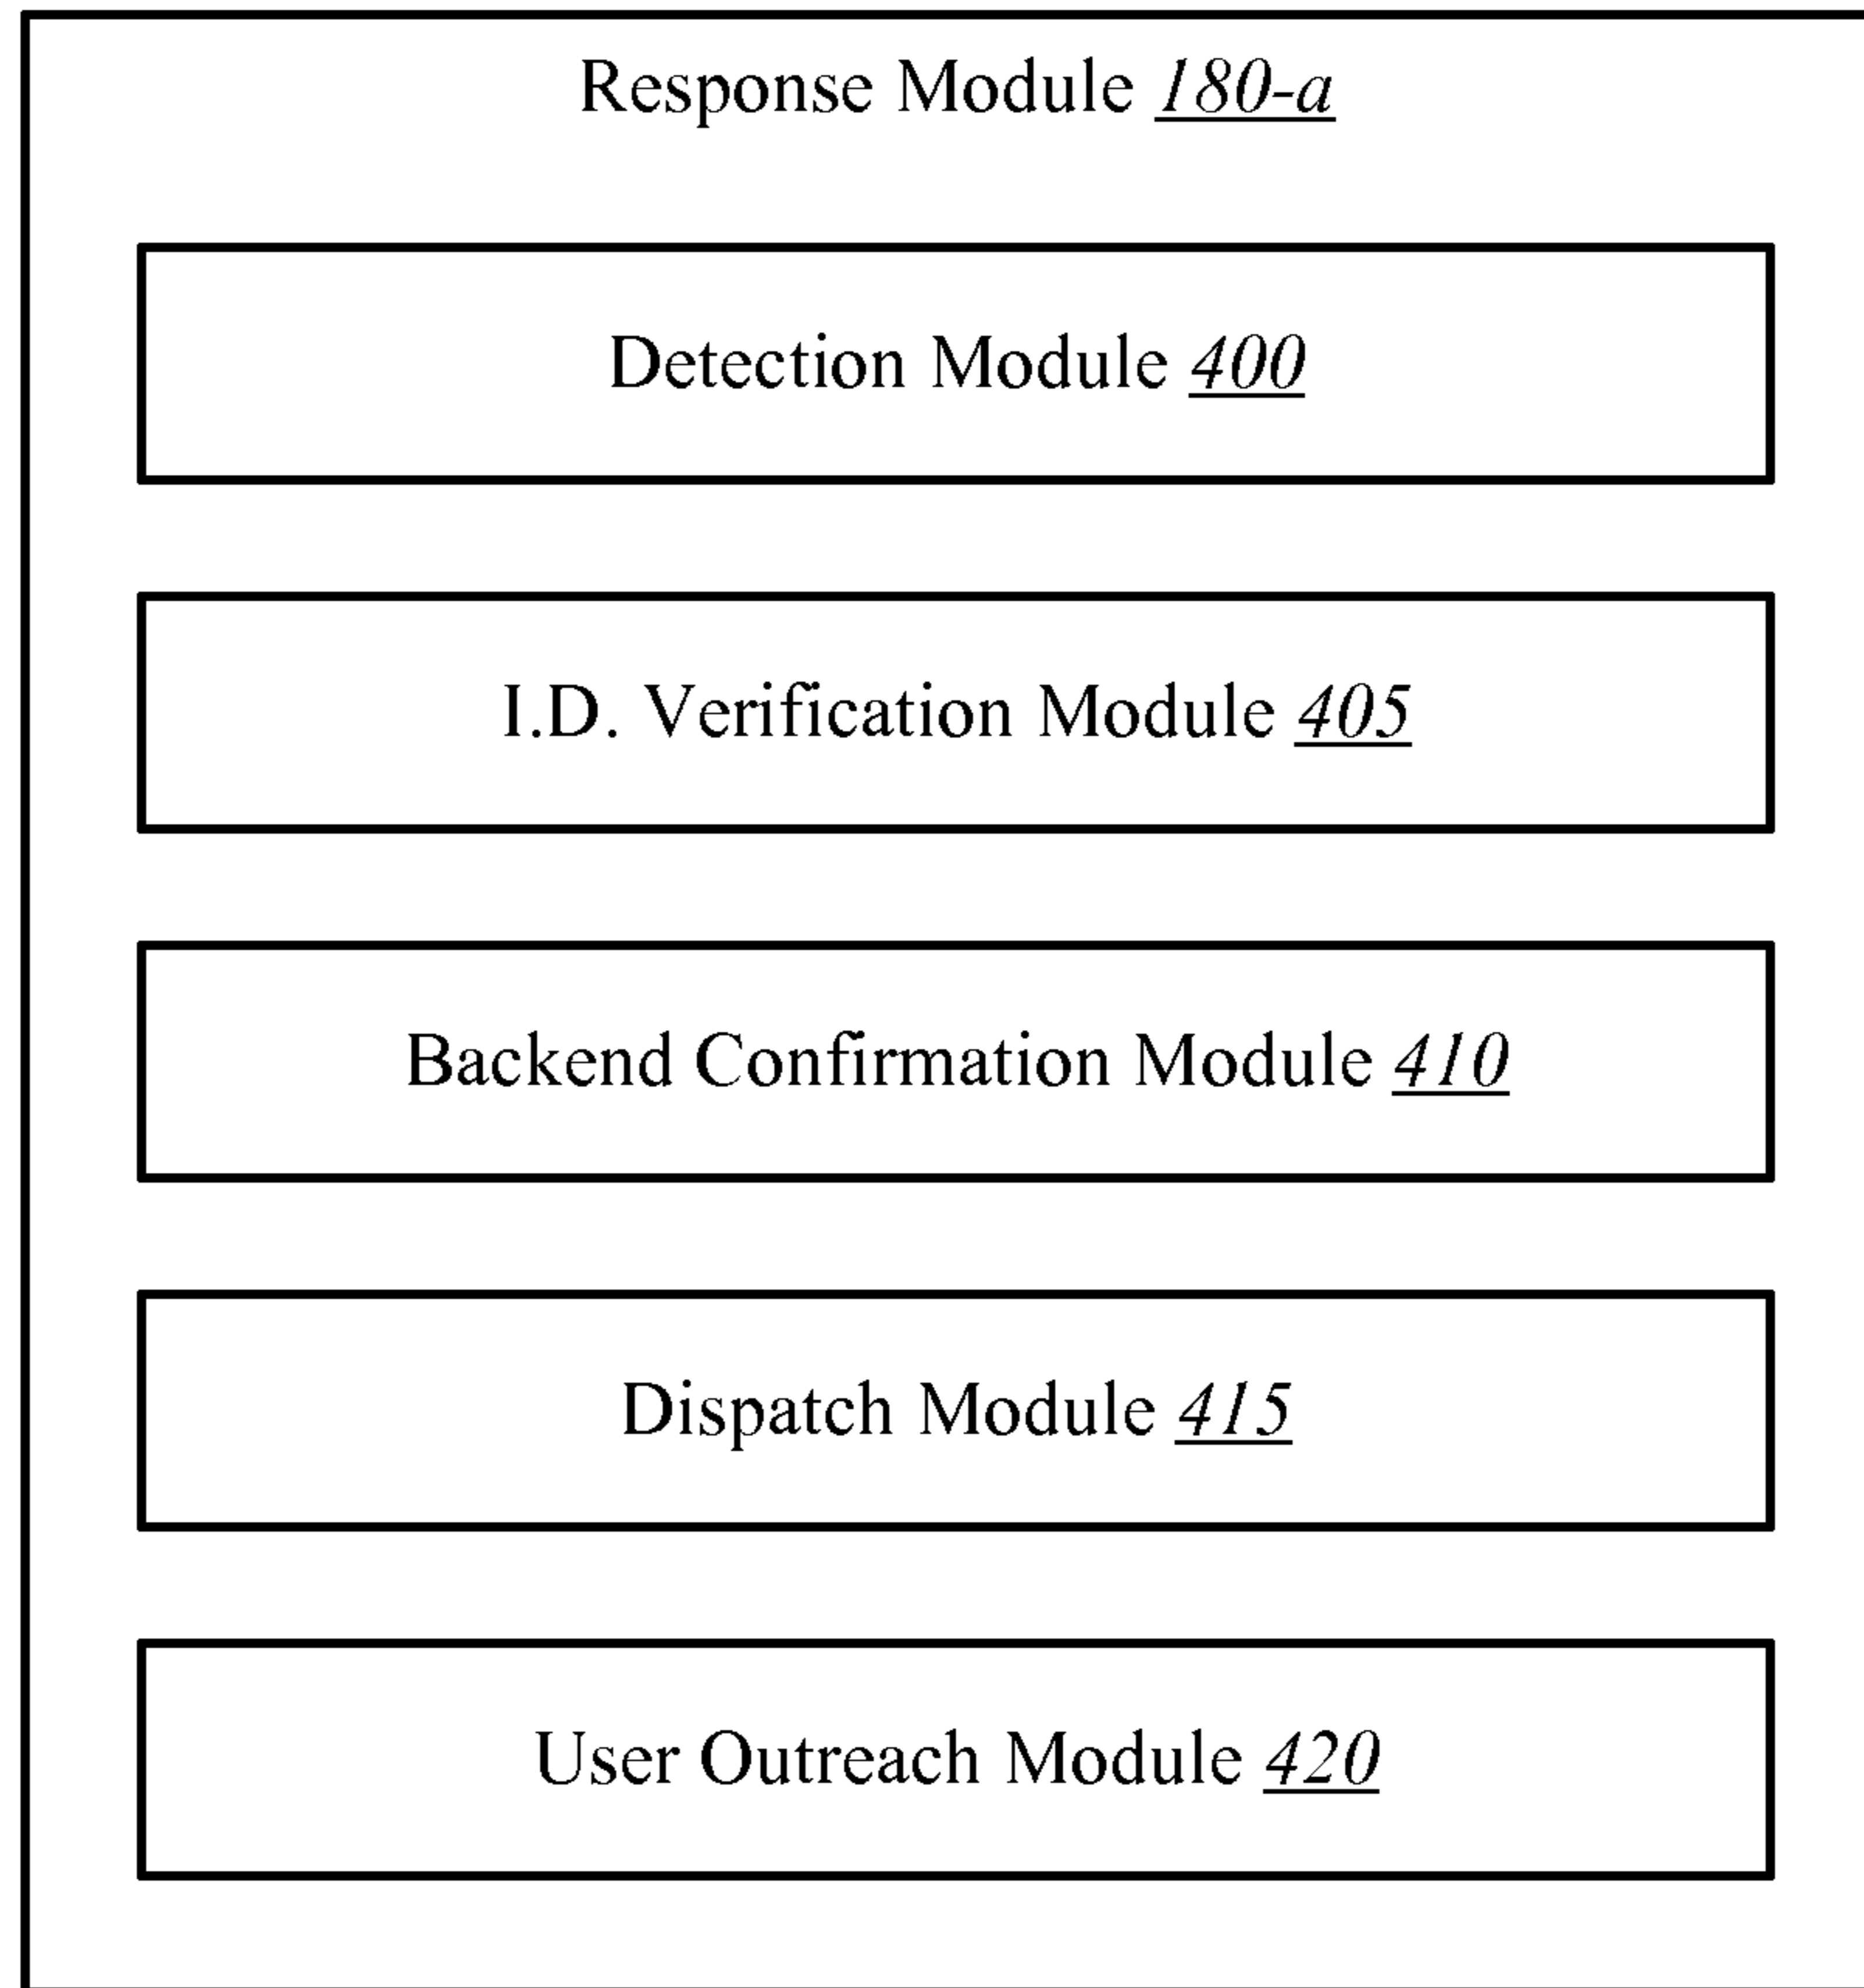 Response Module 180-a
Detection Module 400
I.D. Verification Module 405
Backend Confirmation Module 410
Dispatch Module 415
User Outreach Module 420